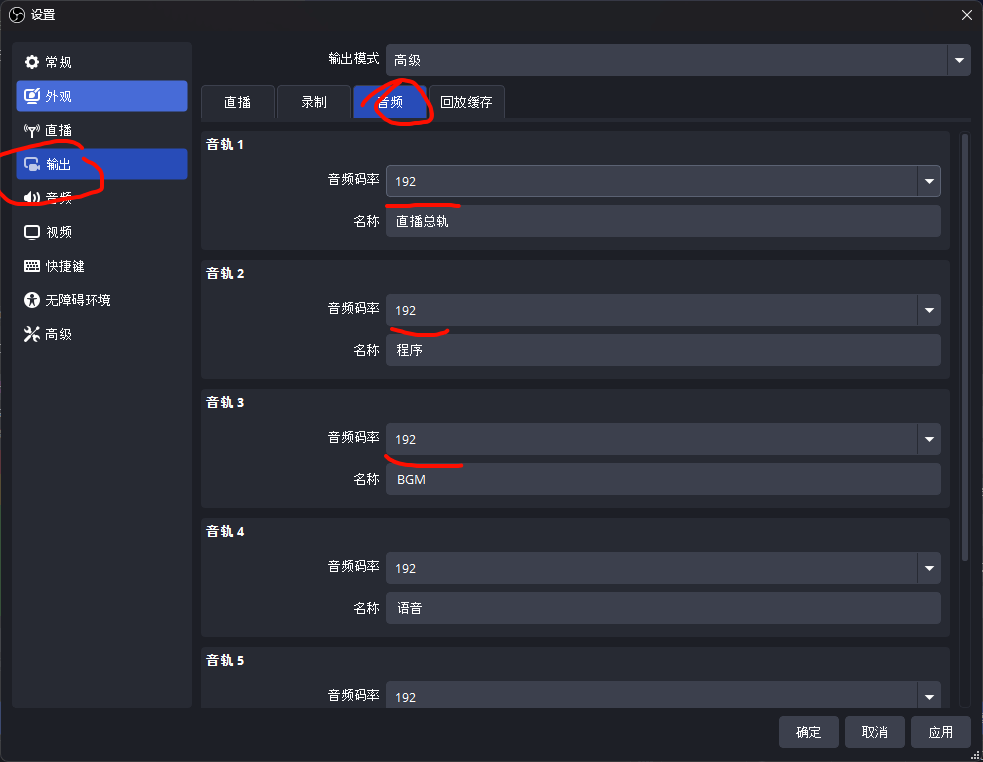 设置
常规
外观
直播
输出
音频
视频
快捷键
无障碍环境
高级
输出模式 高级
直播 录制 音频 回放缓存
音轨 1
音频码率 192
名称 直播总轨
音轨 2
音频码率 192
名称 程序
音轨 3
音频码率 192
名称 BGM
音轨 4
音频码率 192
名称 语音
音轨 5
音频码率 192
确定 取消 应用